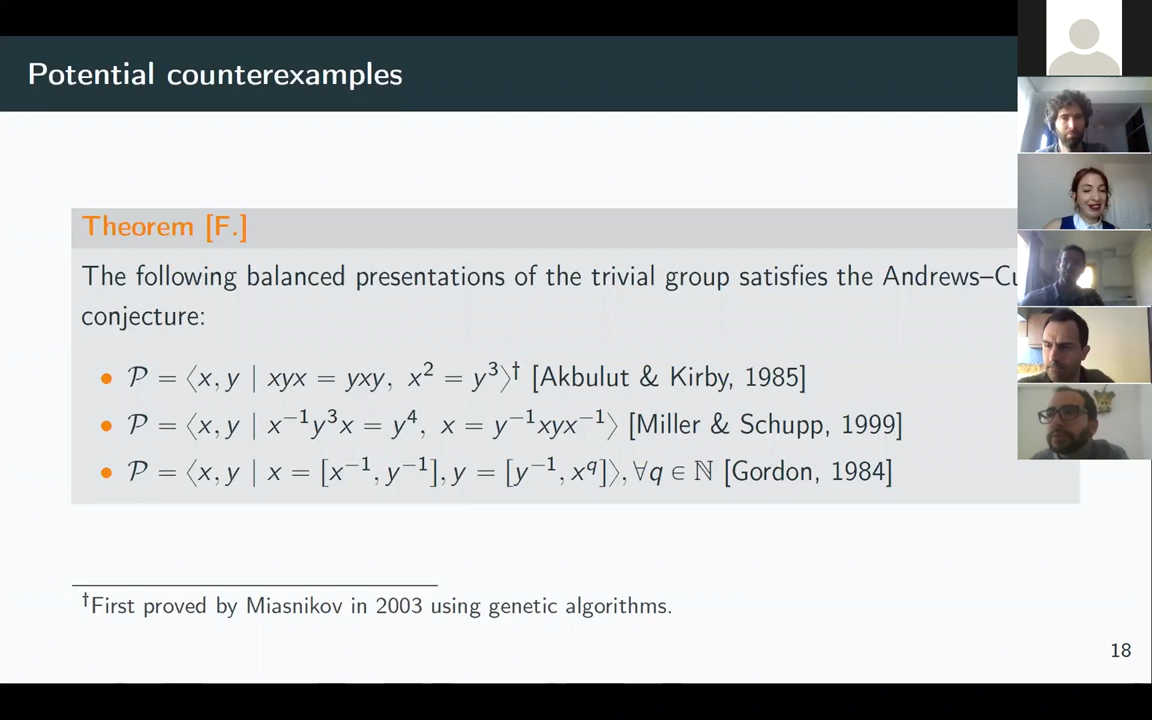 Potential counterexamples
Theorem [F.]
The following balanced presentations of the trivial group satisfies the Andrews–Cu
conjecture:
• 𝒫 = ⟨x, y | xyx = yxy, x² = y³⟩† [Akbulut & Kirby, 1985]
• 𝒫 = ⟨x, y | x⁻¹y³x = y⁴, x = y⁻¹xyx⁻¹⟩ [Miller & Schupp, 1999]
• 𝒫 = ⟨x, y | x = [x⁻¹, y⁻¹], y = [y⁻¹, x^q]⟩, ∀q ∈ ℕ [Gordon, 1984]
†First proved by Miasnikov in 2003 using genetic algorithms.
18